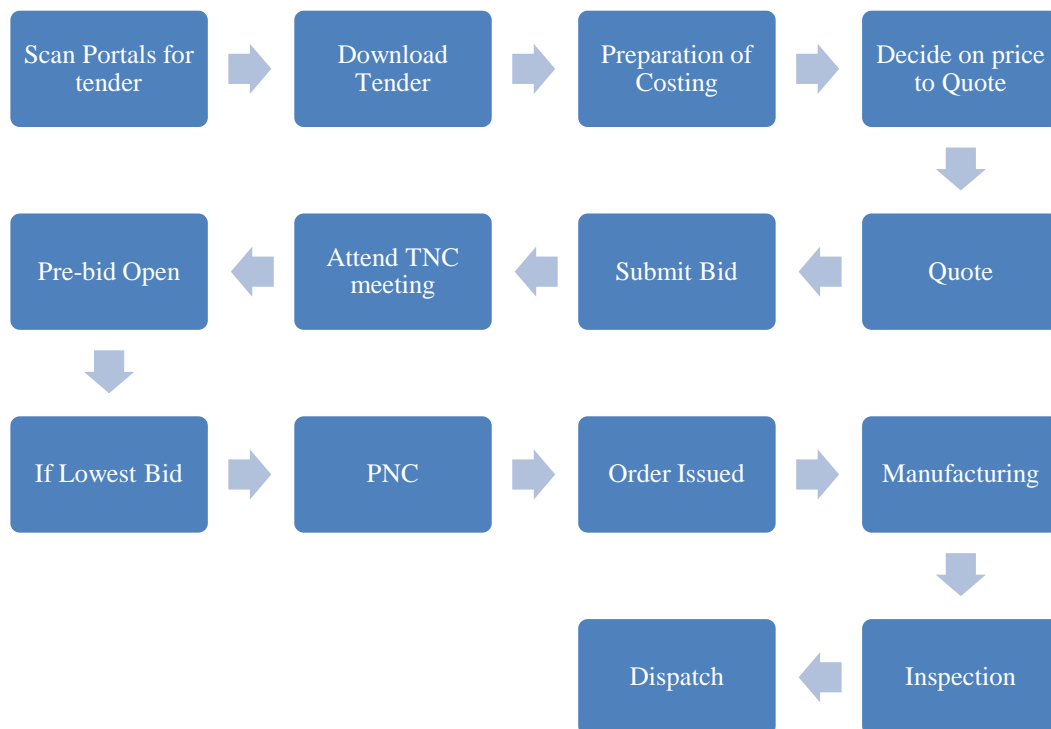 Scan Portals for
tender
Download
Tender
Preparation of
Costing
Decide on price
to Quote
Quote
Submit Bid
Attend TNC
meeting
Pre-bid Open
If Lowest Bid
PNC
Order Issued
Manufacturing
Inspection
Dispatch